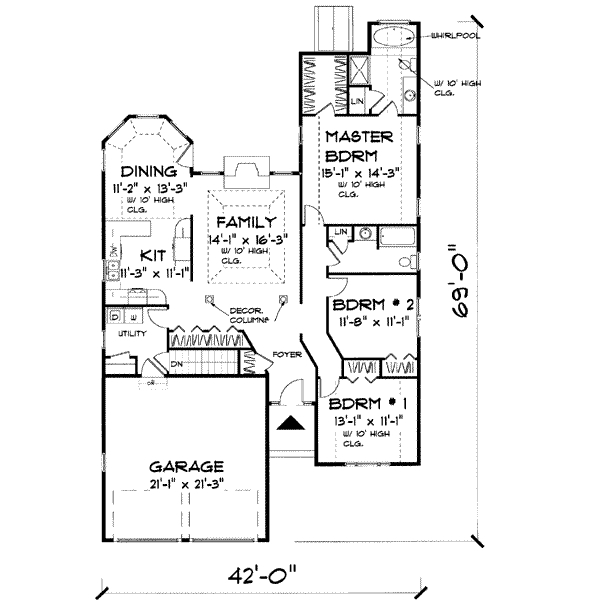 WHIRLPOOL
W/ 10' HIGH
CLG.
LIN
MASTER
BDRM
15'-1" x 14'-3"
W/ 10' HIGH
CLG.
DINING
11'-2" x 13'-3"
W/ 10' HIGH
CLG.
FAMILY
14'-1" x 16'-3"
W/ 10' HIGH
CLG.
LIN
DW
KIT
11'-3" x 11'-1"
69'-0"
DECOR.
COLUMNS
BDRM # 2
11'-8" x 11'-1"
D W
UTILITY
FOYER
DN
OR
BDRM # 1
13'-1" x 11'-1"
W/ 10' HIGH
CLG.
GARAGE
21'-1" x 21'-3"
42'-0"